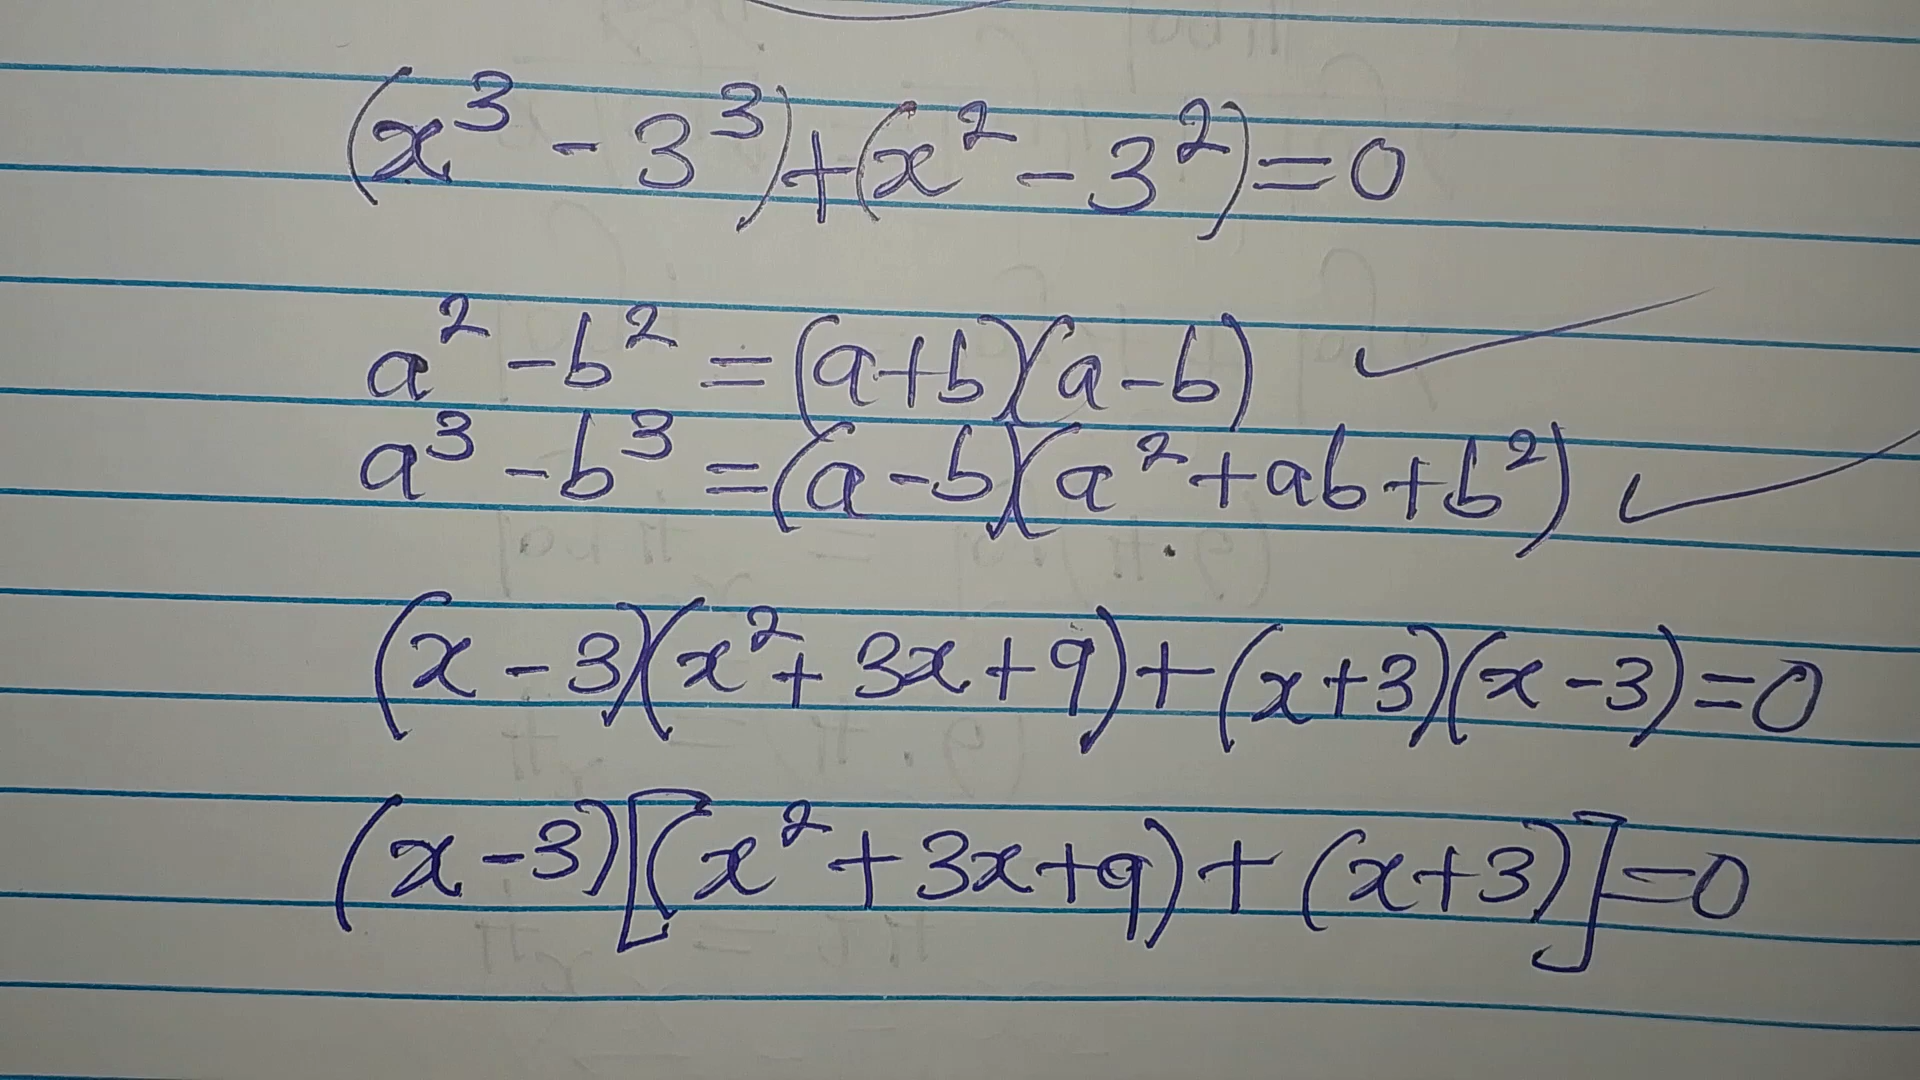 (x³ - 3³) + (x² - 3²) = 0
a² - b² = (a+b)(a-b) ✓
a³ - b³ = (a-b)(a² + ab + b²) ✓
(x - 3)(x² + 3x + 9) + (x+3)(x-3) = 0
(x-3)[(x² + 3x + 9) + (x+3)] = 0